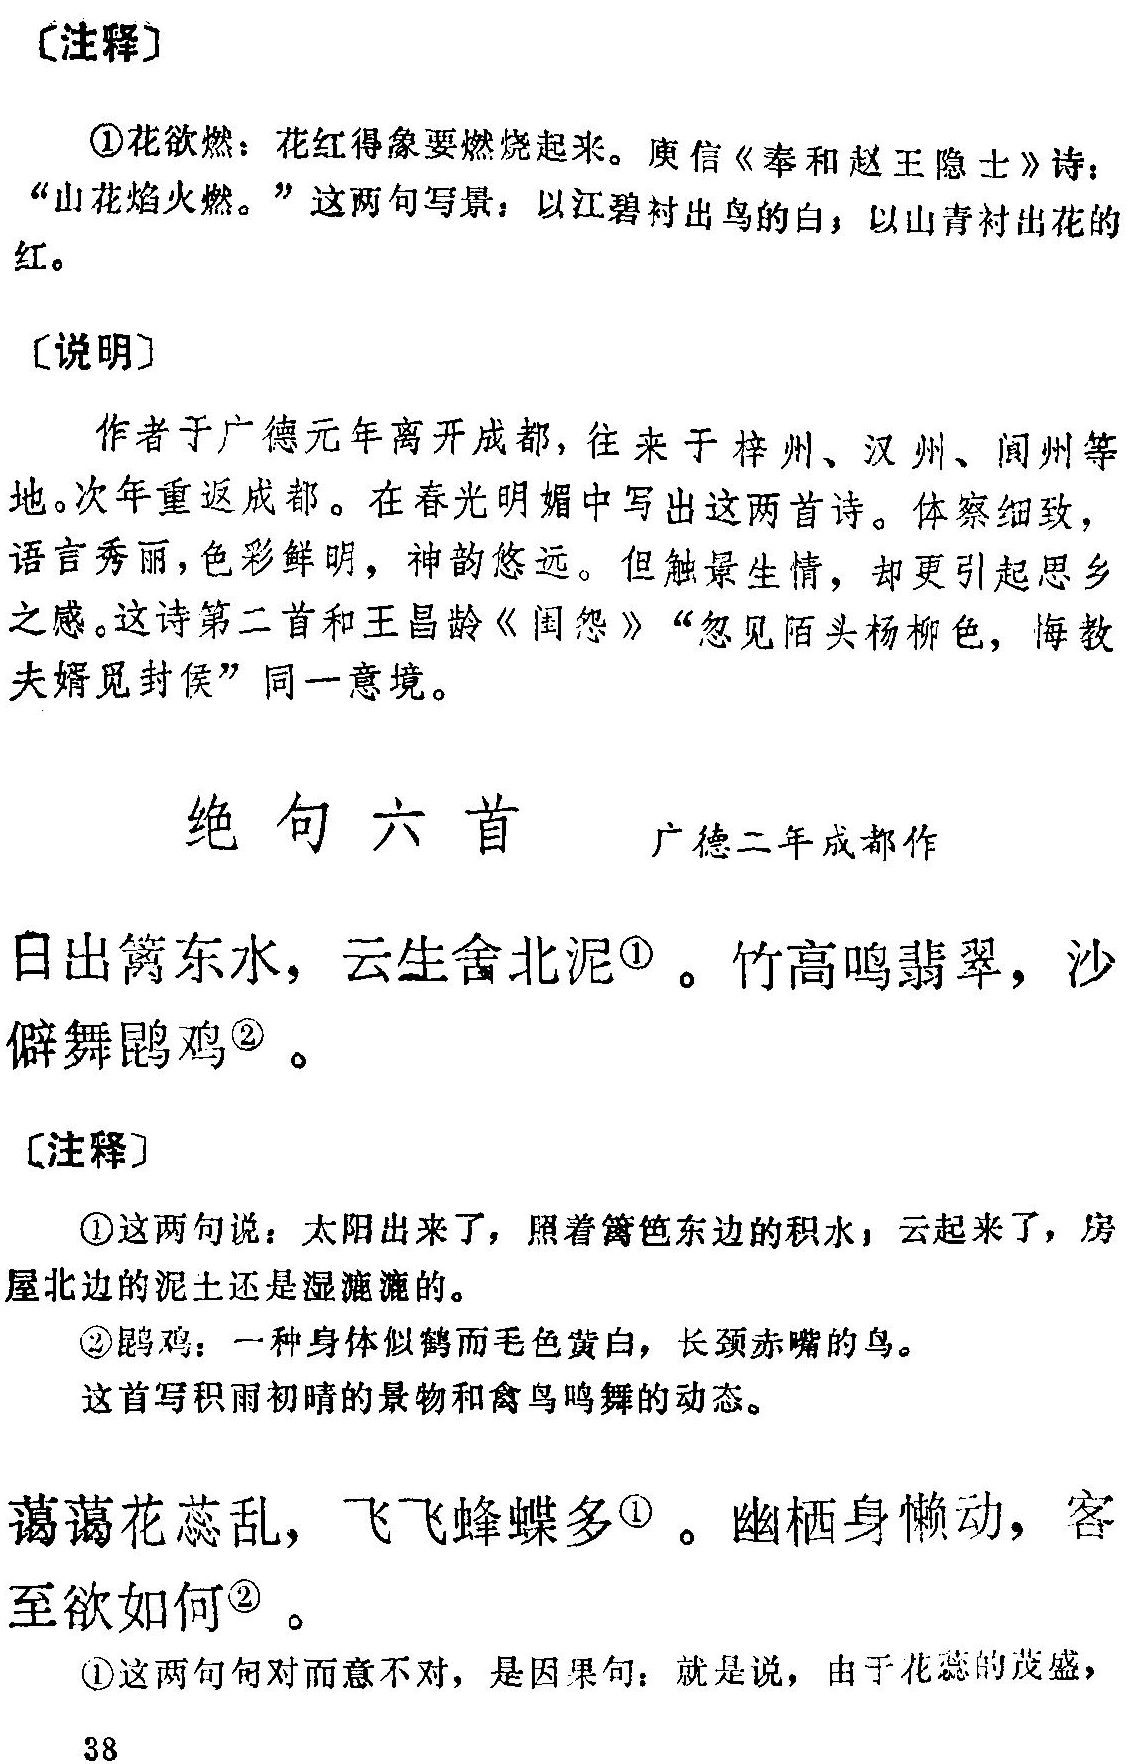 〔注释〕
①花欲燃：花红得象要燃烧起来。庾信《奉和赵王隐士》诗：
“山花焰火燃。”这两句写景：以江碧衬出鸟的白；以山青衬出花的
红。
〔说明〕
作者于广德元年离开成都，往来于梓州、汉州、阆州等
地。次年重返成都。在春光明媚中写出这两首诗。体察细致，
语言秀丽，色彩鲜明，神韵悠远。但触景生情，却更引起思乡
之感。这诗第二首和王昌龄《闺怨》“忽见陌头杨柳色，悔教
夫婿觅封侯”同一意境。
绝句六首 广德二年成都作
日出篱东水，云生舍北泥①。竹高鸣翡翠，沙
僻舞鹍鸡②。
〔注释〕
①这两句说：太阳出来了，照着篱笆东边的积水；云起来了，房
屋北边的泥土还是湿漉漉的。
②鹍鸡：一种身体似鹤而毛色黄白，长颈赤嘴的鸟。
这首写积雨初晴的景物和禽鸟鸣舞的动态。
蔼蔼花蕊乱，飞飞蜂蝶多①。幽栖身懒动，客
至欲如何②。
①这两句句对而意不对，是因果句：就是说，由于花蕊的茂盛，
38